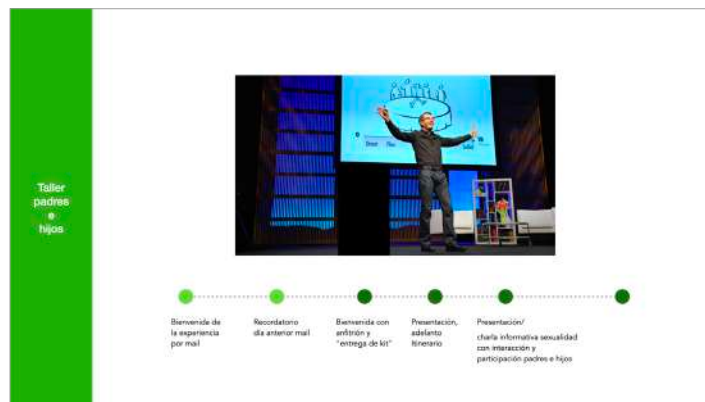 Taller
padres
e
hijos
Bienvenida de
la experiencia
por mail
Recordatorio
día anterior mail
Bienvenida con
anfitrión y
"entrega de kit"
Presentación,
adelanto
Itinerario
Presentación/
charla informativa sexualidad
con interacción y
participación padres e hijos